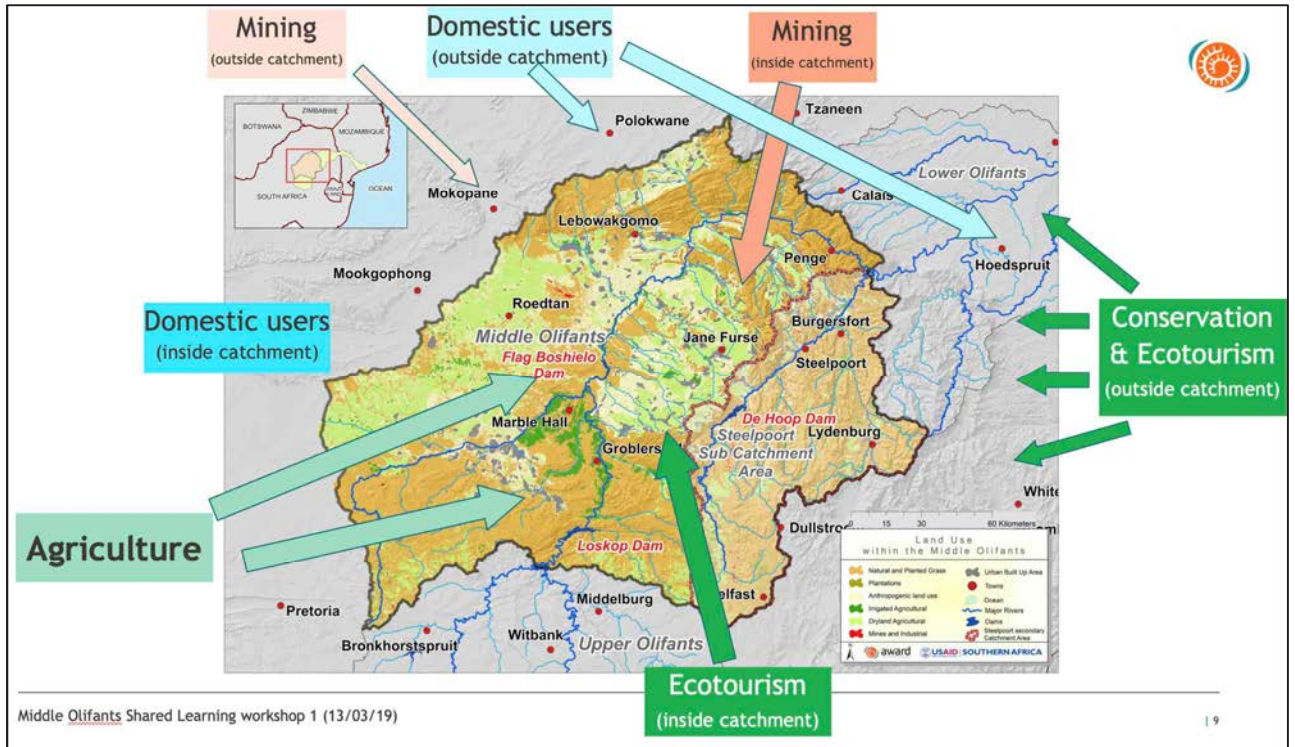 Mining
(outside catchment)
Domestic users
(outside catchment)
Mining
(inside catchment)
ZIMBABWE
BOTSWANA
MOZAMBIQUE
SOUTH AFRICA
OCEAN
Polokwane
Tzaneen
Lower Olifants
Mokopane
Calais
Lebowakgomo
Penge
Hoedspruit
Mookgophong
Roedtan
Burgersfort
Domestic users
(inside catchment)
Middle Olifants
Flag Boshielo
Dam
Jane Furse
Steelpoort
Conservation
& Ecotourism
(outside catchment)
Marble Hall
De Hoop Dam
Steelpoort
Sub Catchment
Area
Lydenburg
White
Agriculture
Dullstroo
0 15 30 60 Kilometers
Land Use
within the Middle Olifants
Natural and Planted Grass
Urban Built Up Area
Plantations
Towns
Anthropogenic land use
Ocean
Irrigated Agricultural
Major Rivers
Dryland Agricultural
Dams
Mines and Industrial
Steelpoort secondary
Catchment Area
award
USAID | SOUTHERN AFRICA
Loskop Dam
elfast
Pretoria
Middelburg
Bronkhorstspruit
Witbank
Upper Olifants
Ecotourism
(inside catchment)
Middle Olifants Shared Learning workshop 1 (13/03/19)
| 9